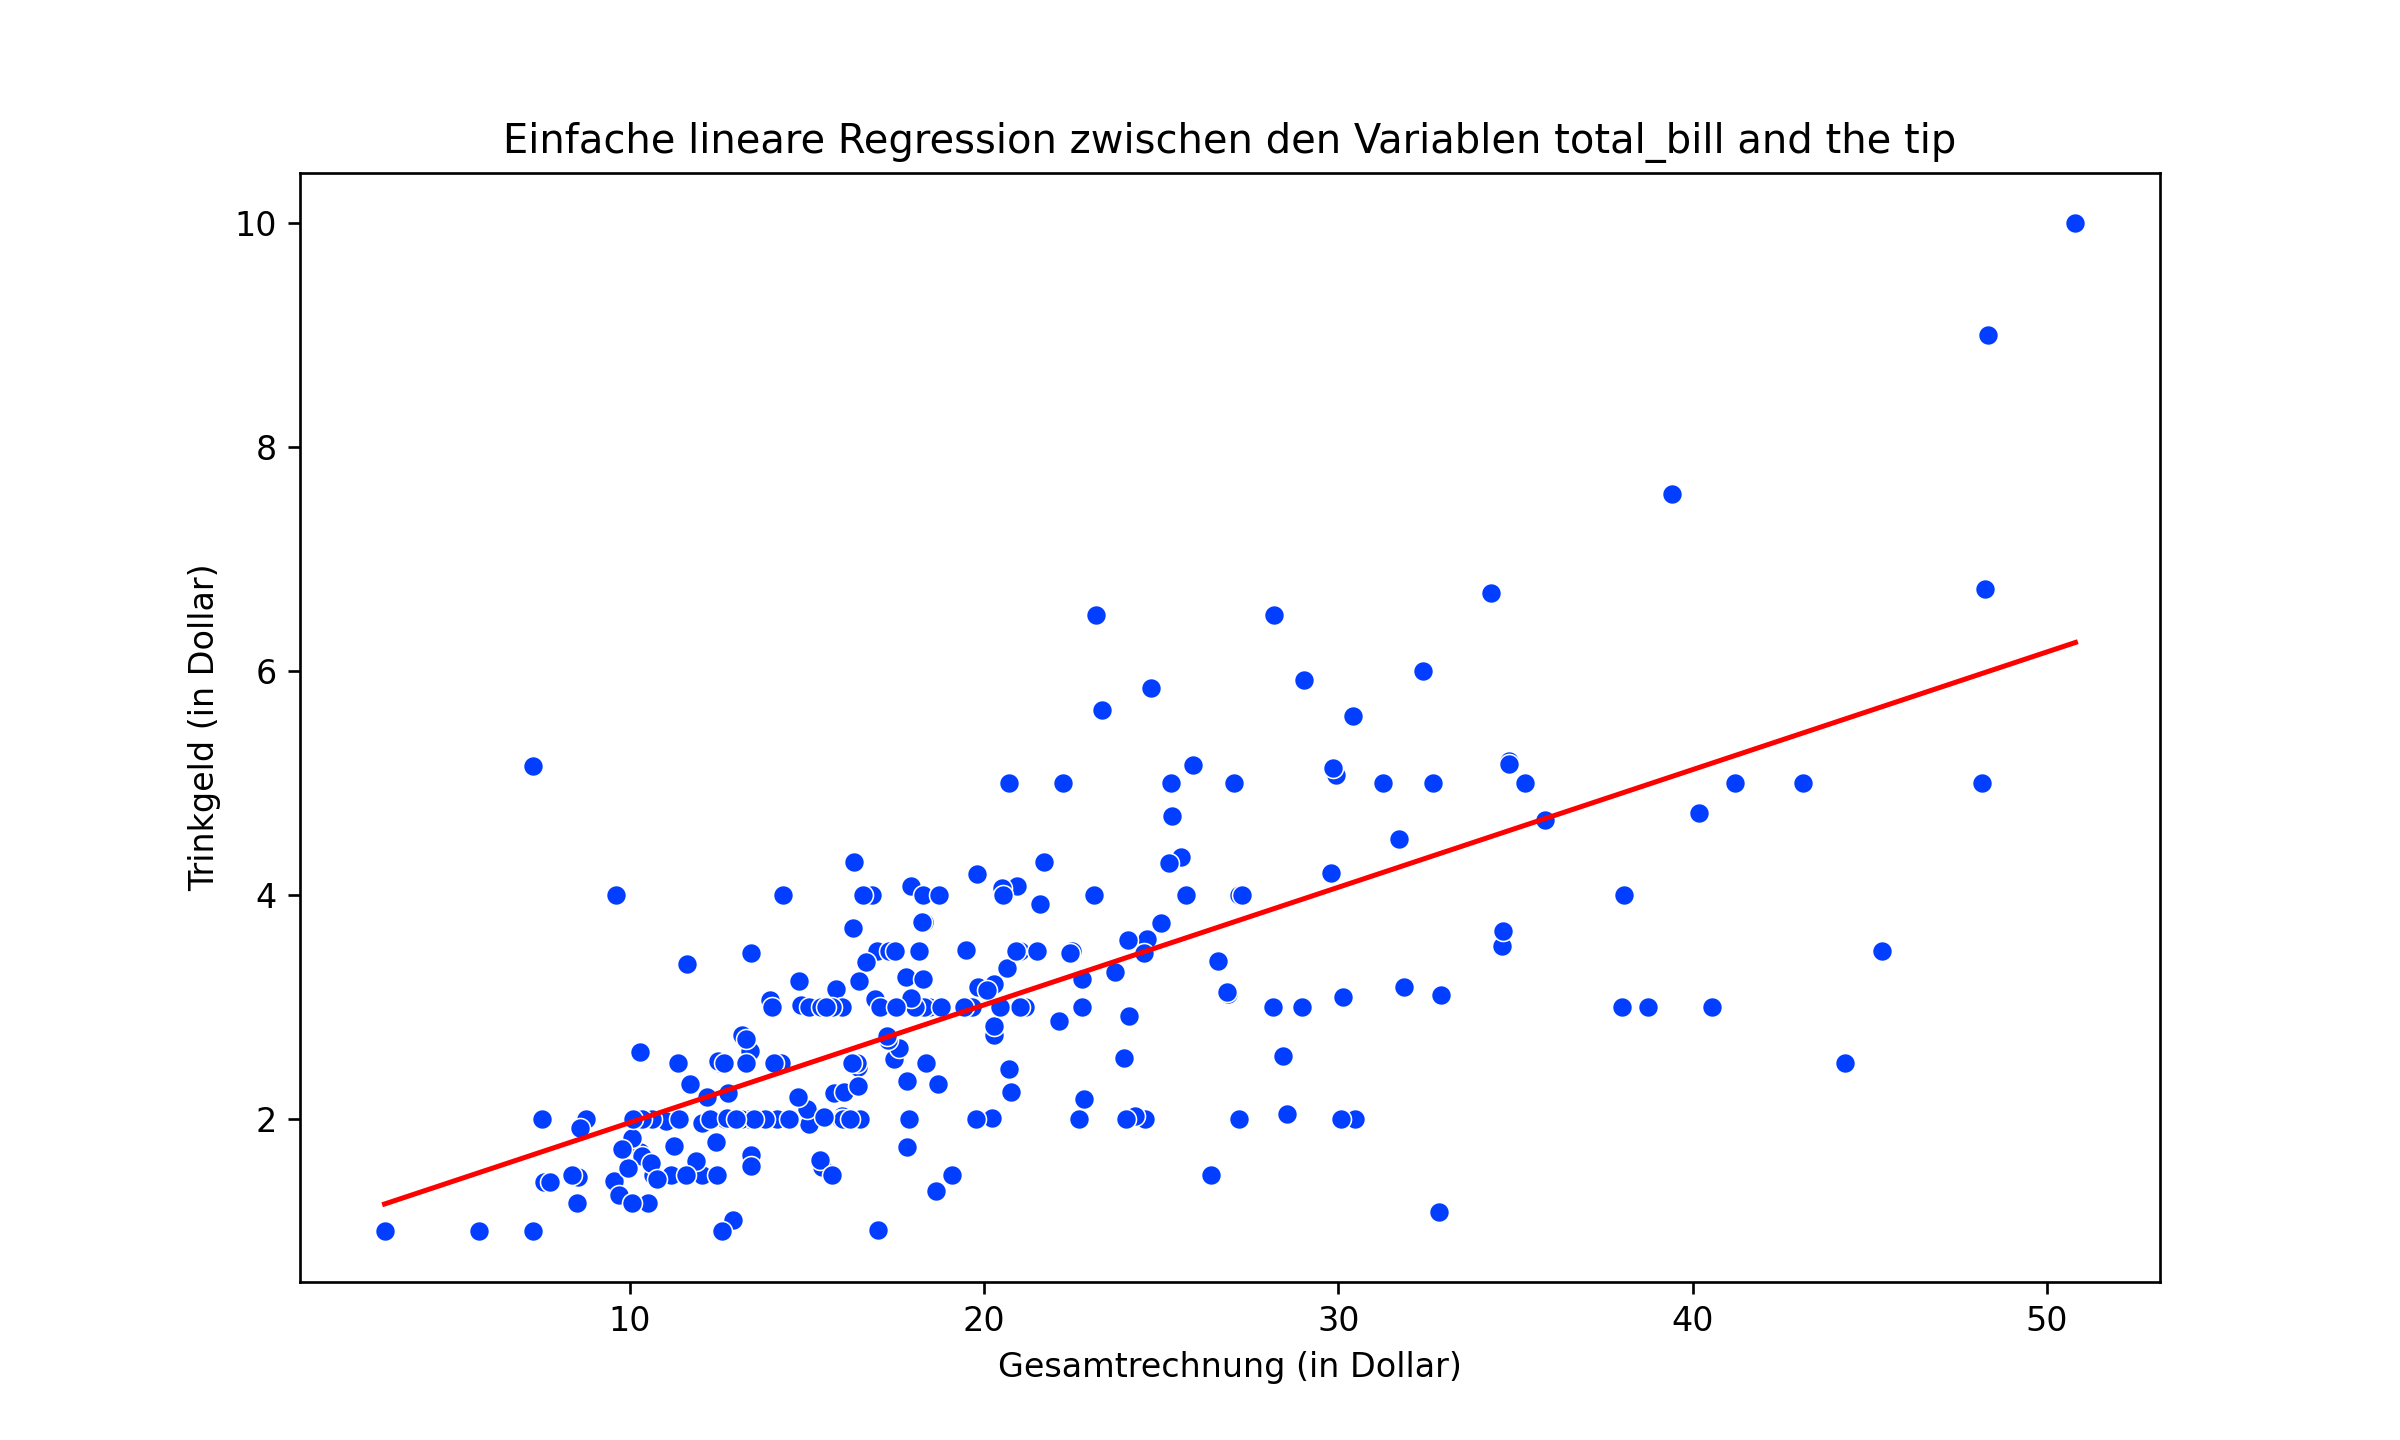 Einfache lineare Regression zwischen den Variablen total_bill and the tip
10
8
6
4
2
Trinkgeld (in Dollar)
10 20 30 40 50
Gesamtrechnung (in Dollar)